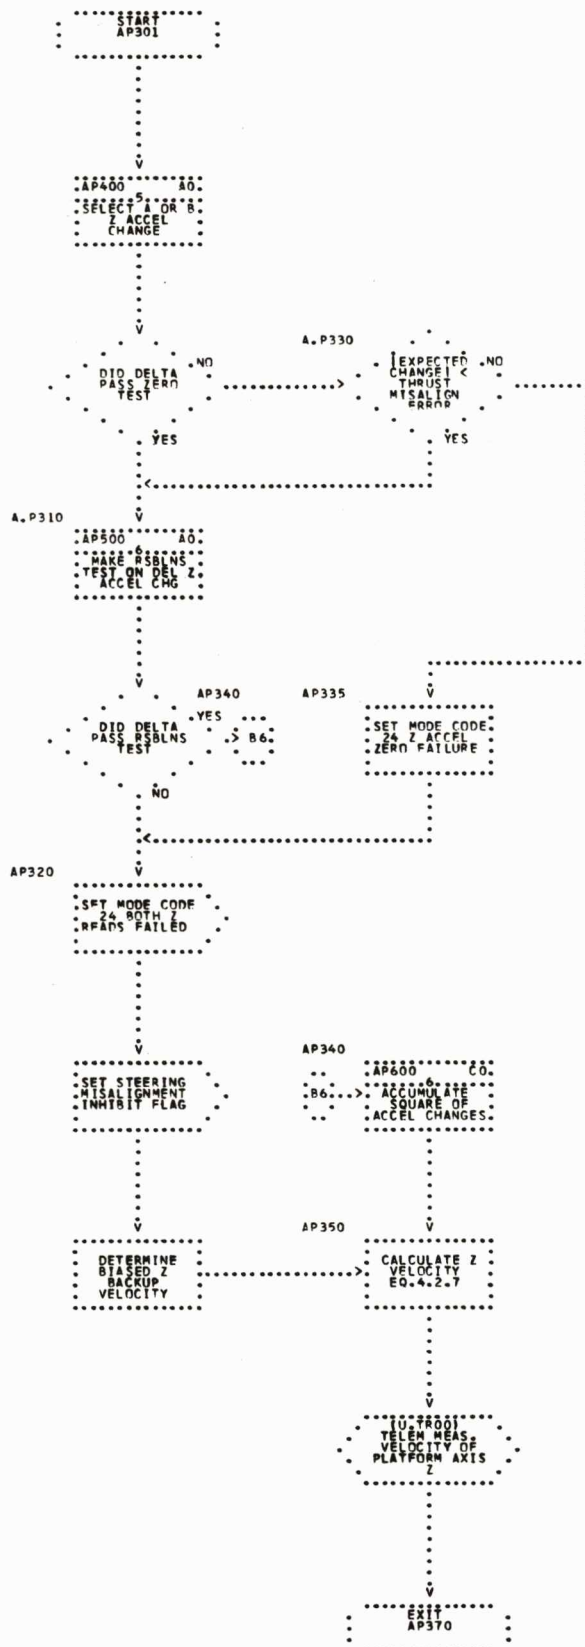 START
AP301
AP400 A0
5
SELECT A OR B
Z ACCEL
CHANGE
DID DELTA
PASS ZERO
TEST
NO
YES
A.P330
|EXPECTED
CHANGE| <
THRUST
MISALIGN
ERROR
NO
YES
A.P310
AP500 A0
6
MAKE RSBLNS
TEST ON DEL Z
ACCEL CHG
DID DELTA
PASS RSBLNS
TEST
AP340
YES
B6
NO
AP335
SET MODE CODE
24 Z ACCEL
ZERO FAILURE
AP320
SET MODE CODE
24 BOTH Z
READS FAILED
SET STEERING
MISALIGNMENT
INHIBIT FLAG
AP340
B6
AP600 C0
6
ACCUMULATE
SQUARE OF
ACCEL CHANGES
DETERMINE
BIASED Z
BACKUP
VELOCITY
AP350
CALCULATE Z
VELOCITY
EQ.4.2.7
(U.TR00)
TELEM MEAS.
VELOCITY OF
PLATFORM AXIS
Z
EXIT
AP370